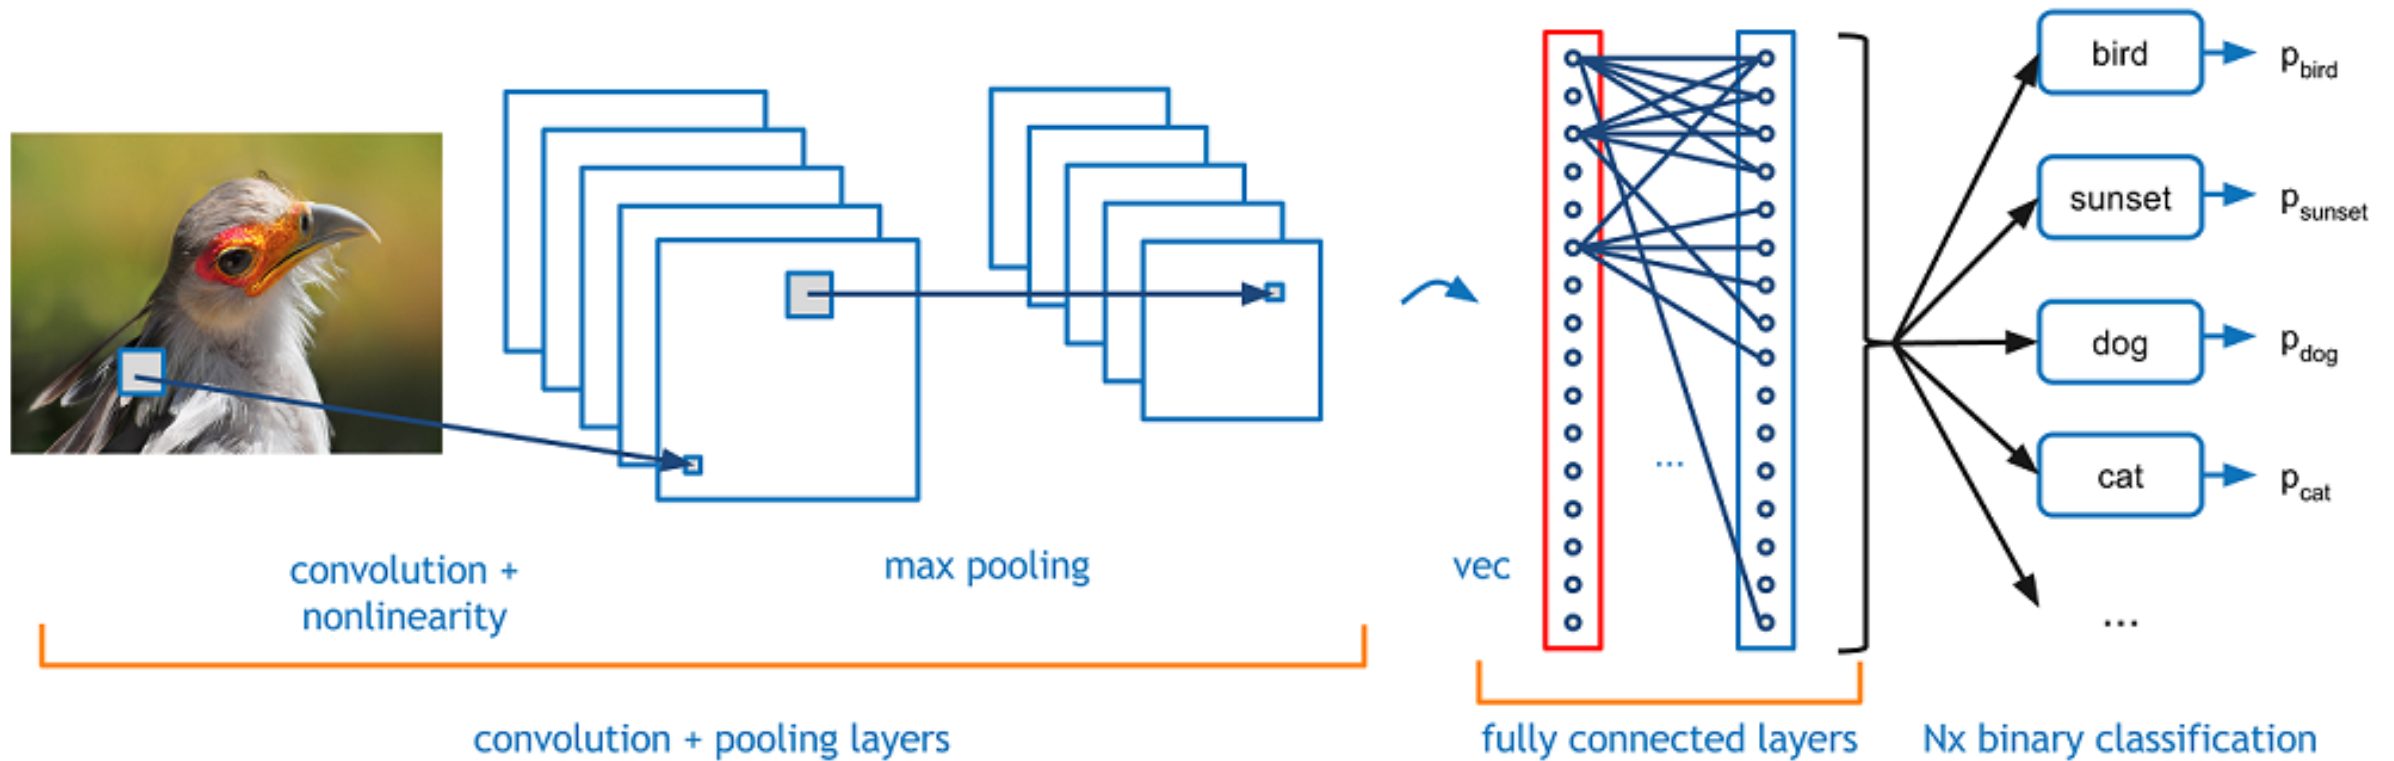 bird
p_bird
sunset
p_sunset
dog
p_dog
cat
p_cat
...
...
convolution +
nonlinearity
max pooling
vec
convolution + pooling layers
fully connected layers
Nx binary classification